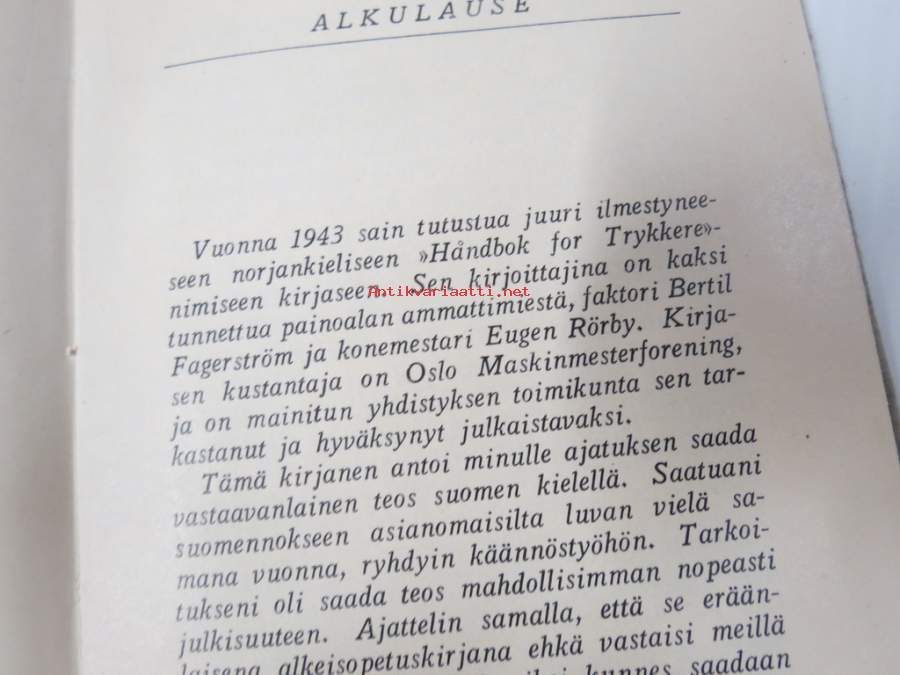 ALKULAUSE
Vuonna 1943 sain tutustua juuri ilmestynee-
seen norjankieliseen »Håndbok for Trykkere»-
nimiseen kirjaseen. Sen kirjoittajina on kaksi
Antikvariaatti.net
tunnettua painoalan ammattimiestä, faktori Bertil
Fagerström ja konemestari Eugen Rörby. Kirja-
sen kustantaja on Oslo Maskinmesterforening,
ja on mainitun yhdistyksen toimikunta sen tar-
kastanut ja hyväksynyt julkaistavaksi.
Tämä kirjanen antoi minulle ajatuksen saada
vastaavanlainen teos suomen kielellä. Saatuani
suomennokseen asianomaisilta luvan vielä sa-
mana vuonna, ryhdyin käännöstyöhön. Tarkoi-
tukseni oli saada teos mahdollisimman nopeasti
julkisuuteen. Ajattelin samalla, että se erään-
laisena alkeisopetuskirjana ehkä vastaisi meillä
kunnes saadaan